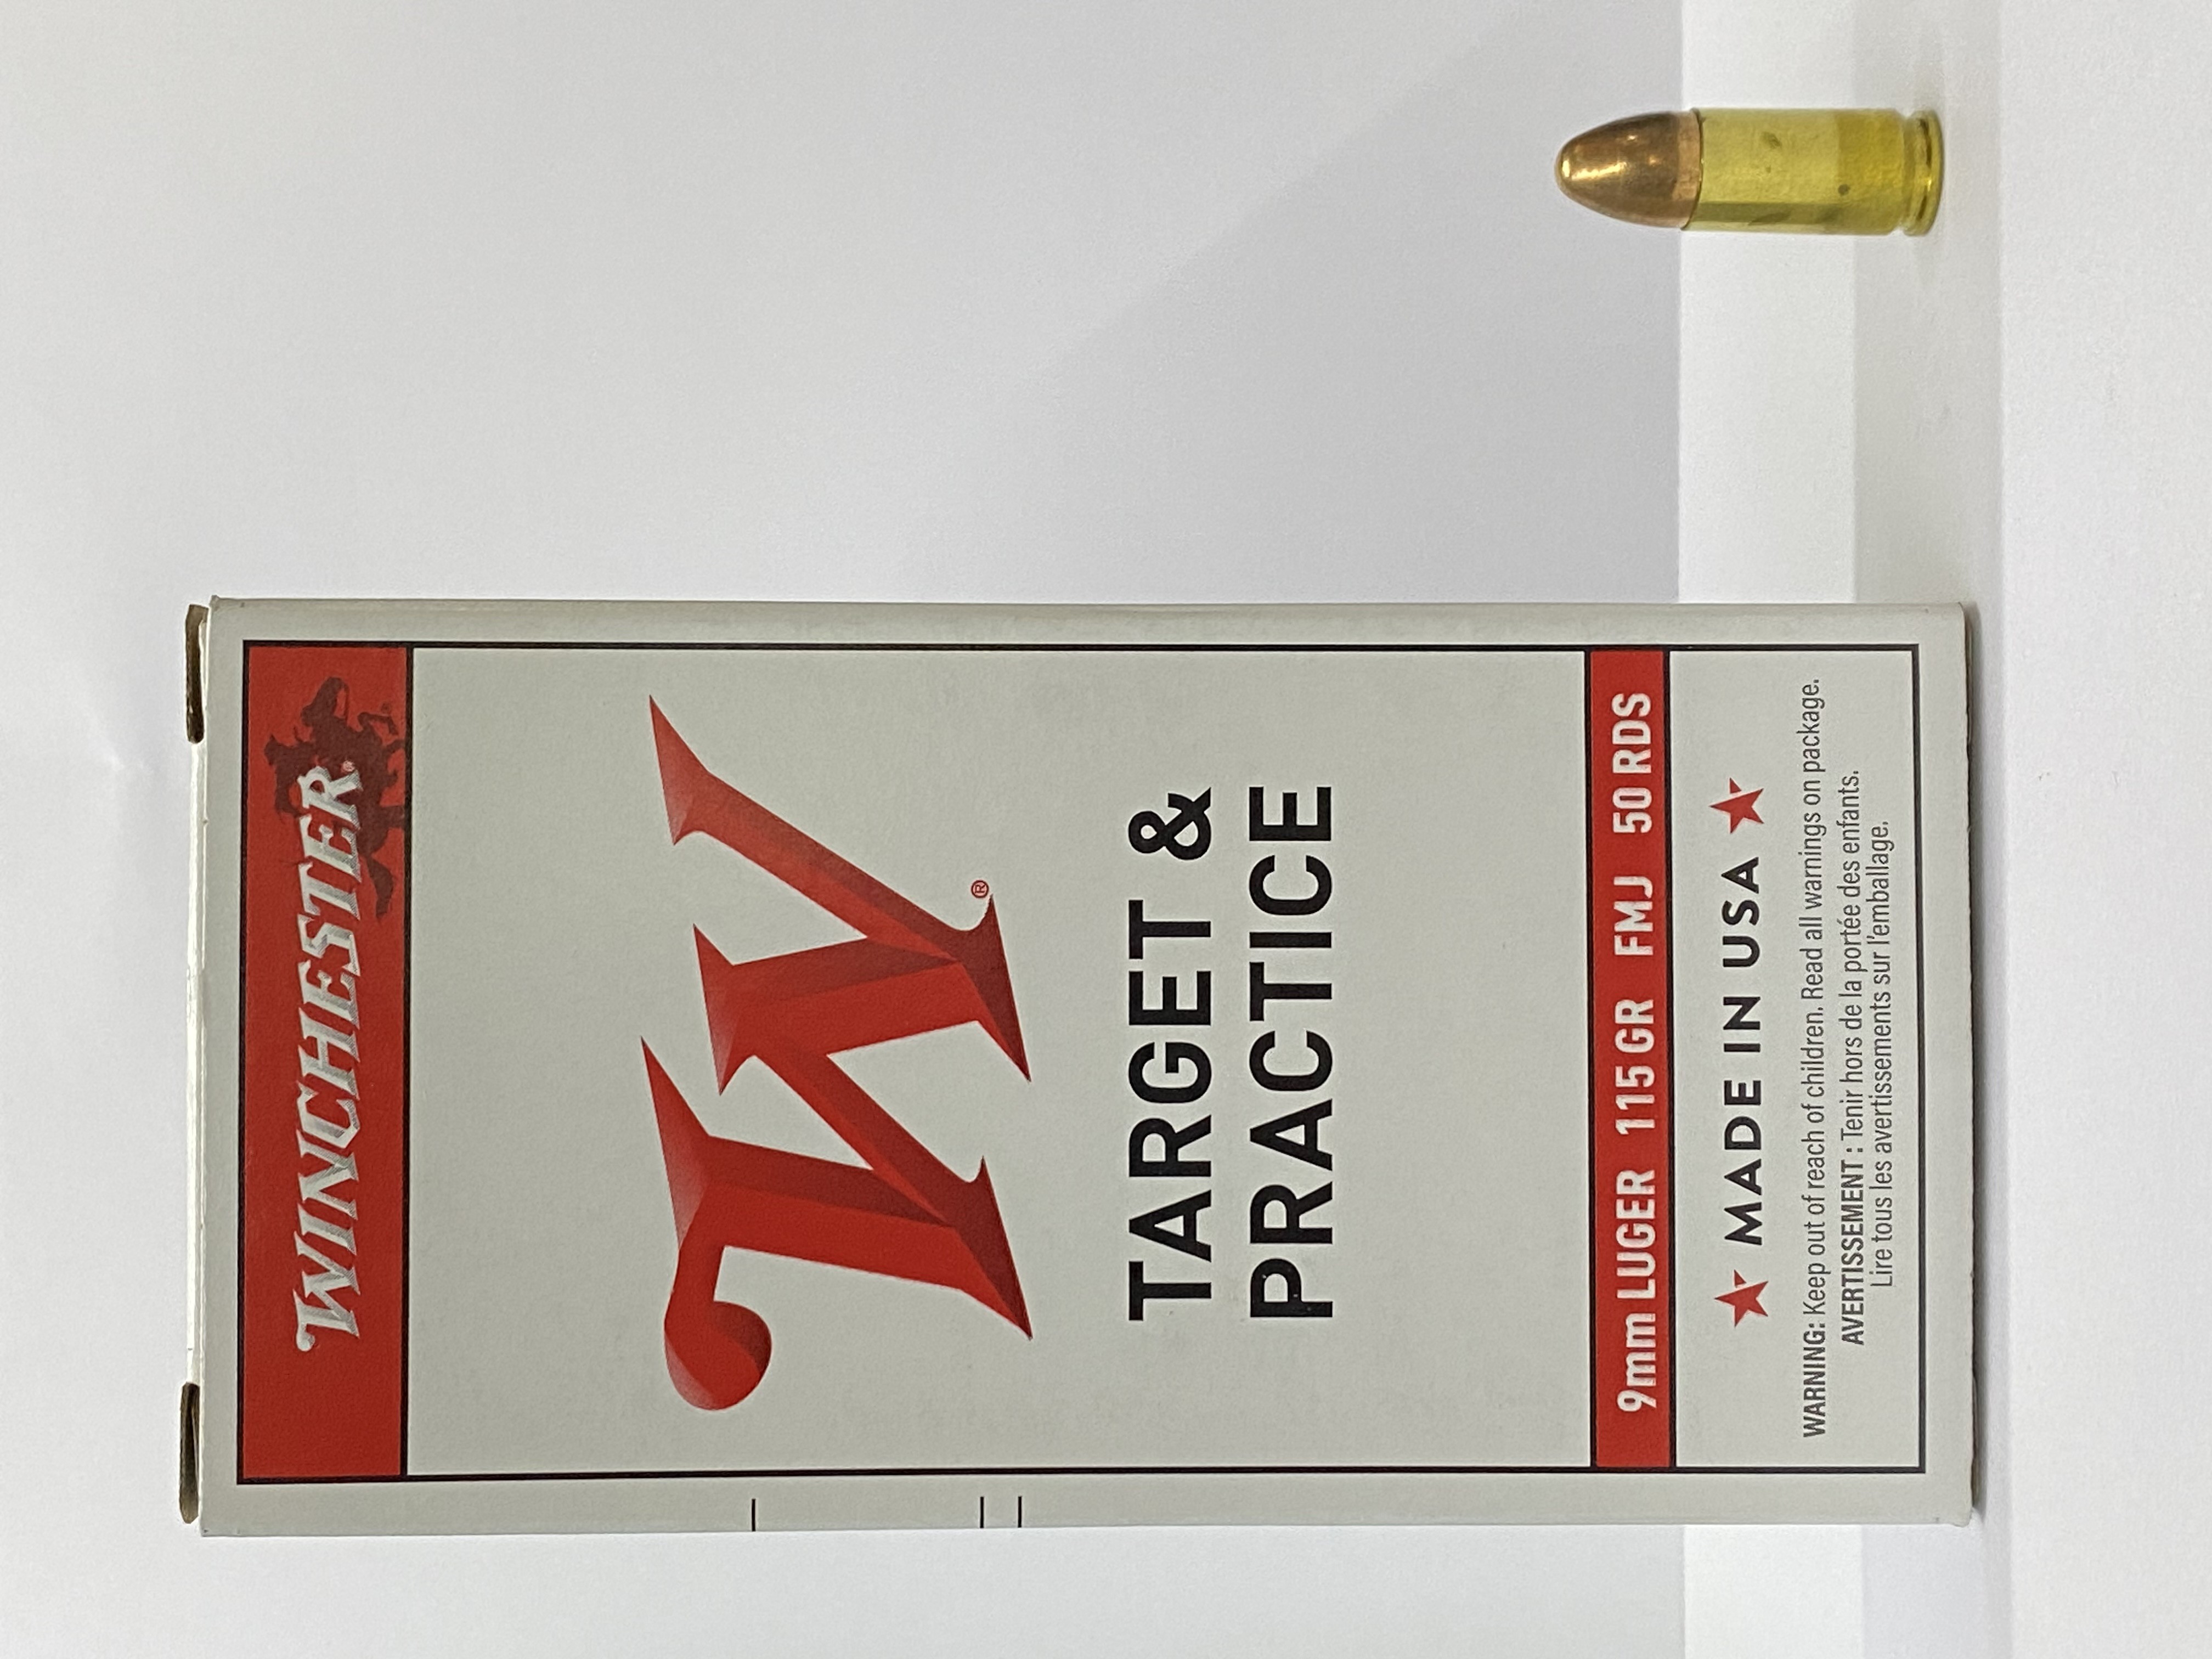 WINCHESTER®
W®
TARGET &
PRACTICE
9mm LUGER 115 GR FMJ 50 RDS
★ MADE IN USA ★
WARNING: Keep out of reach of children. Read all warnings on package.
AVERTISSEMENT : Tenir hors de la portée des enfants.
Lire tous les avertissements sur l'emballage.